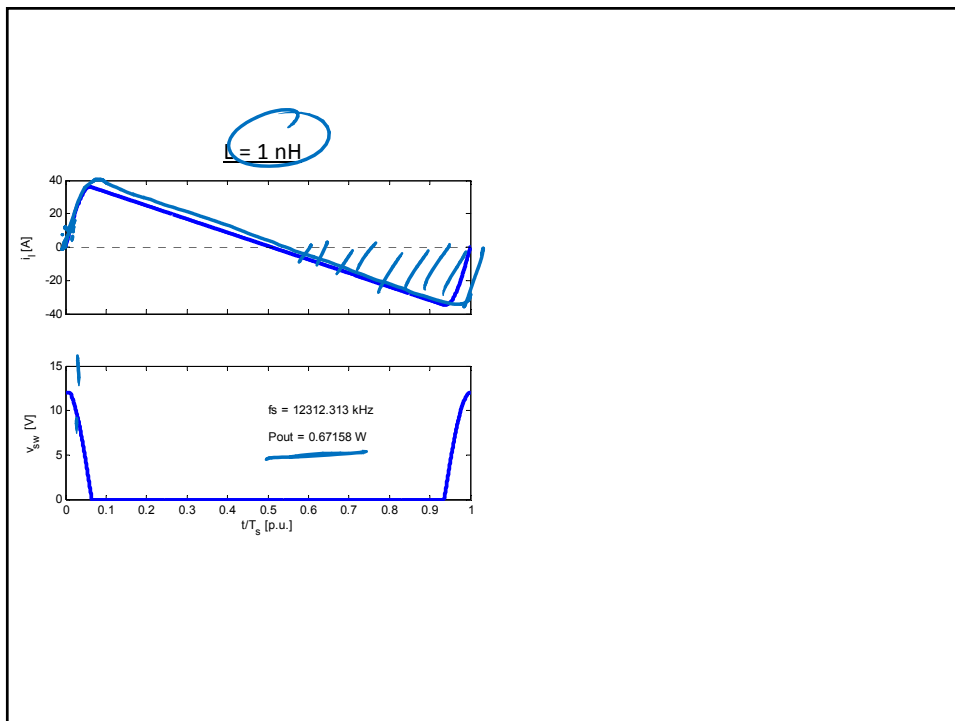 L = 1 nH
40
20
0
-20
-40
i_l [A]
15
10
5
0
v_sw [V]
fs = 12312.313 kHz
Pout = 0.67158 W
0 0.1 0.2 0.3 0.4 0.5 0.6 0.7 0.8 0.9 1
t/T_s [p.u.]